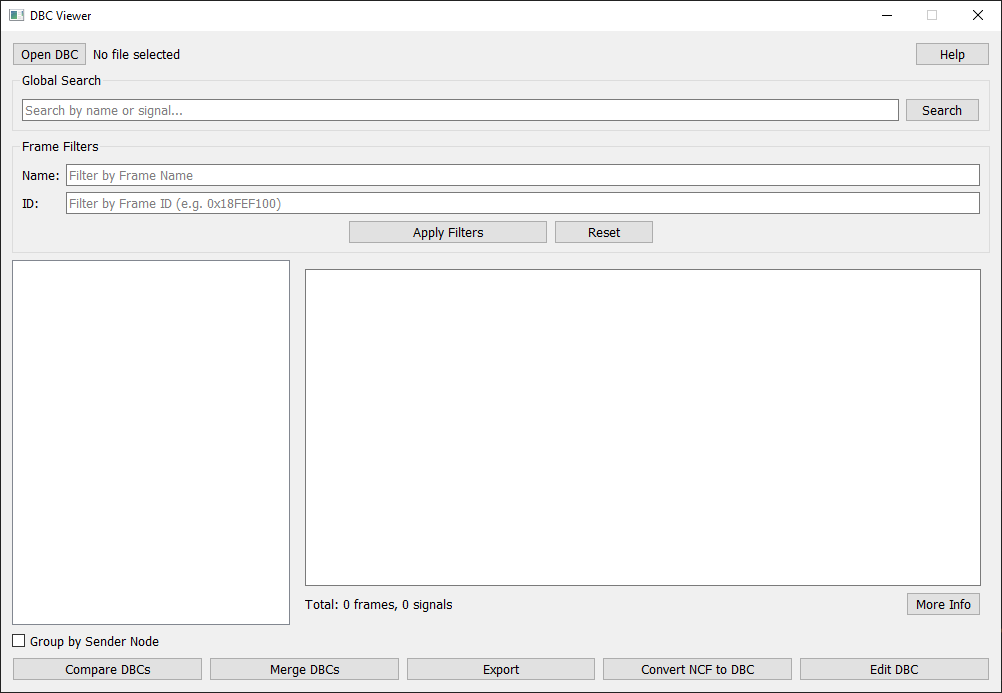 DBC Viewer
Open DBC No file selected Help
Global Search
Search by name or signal... Search
Frame Filters
Name: Filter by Frame Name
ID: Filter by Frame ID (e.g. 0x18FEF100)
Apply Filters Reset
Total: 0 frames, 0 signals More Info
Group by Sender Node
Compare DBCs Merge DBCs Export Convert NCF to DBC Edit DBC